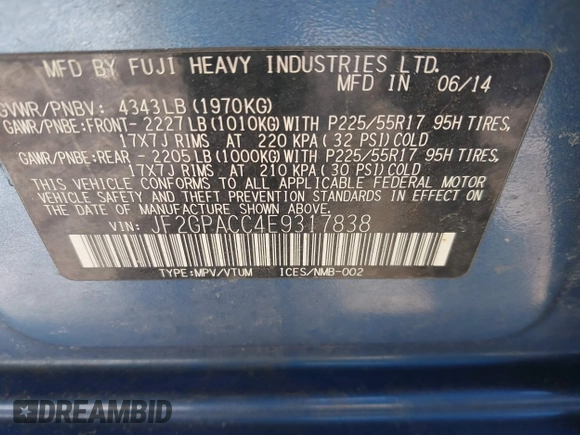 MFD BY FUJI HEAVY INDUSTRIES LTD.
MFD IN 06/14
GVWR/PNBV: 4343LB (1970KG)
GAWR/PNBE:FRONT- 2227LB(1010KG)WITH P225/55R17 95H TIRES,
17X7J RIMS AT 220 KPA (32 PSI)COLD
GAWR/PNBE:REAR - 2205LB(1000KG)WITH P225/55R17 95H TIRES,
17X7J RIMS AT 210 KPA(30 PSI)COLD
THIS VEHICLE CONFORMS TO ALL APPLICABLE FEDERAL MOTOR
VEHICLE SAFETY AND THEFT PREVENTION STANDARDS IN EFFECT ON
THE DATE OF MANUFACTURE SHOWN ABOVE.
VIN: JF2GPACC4E9317838
TYPE:MPV/VTUM ICES/NMB-002
DREAMBID